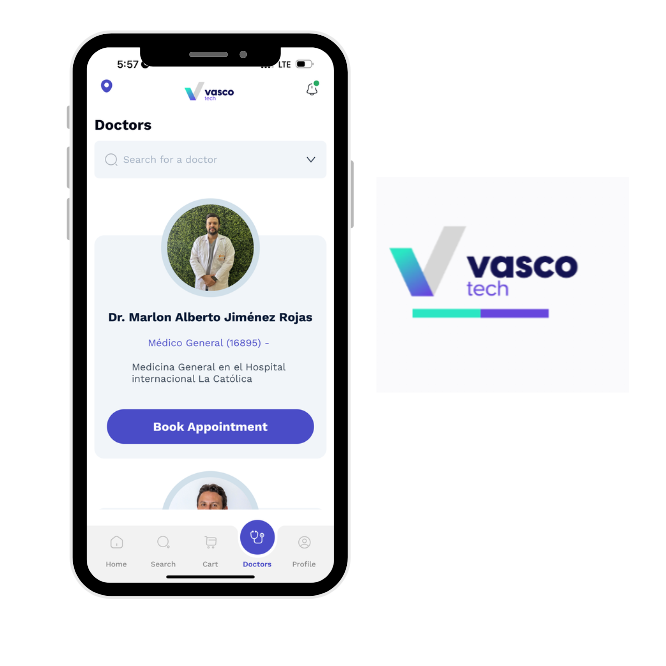 5:57
LTE
vasco
tech
Doctors
Search for a doctor
Dr. Marlon Alberto Jiménez Rojas
Médico General (16895) -
Medicina General en el Hospital
internacional La Católica
Book Appointment
Home
Search
Cart
Doctors
Profile
vasco
tech